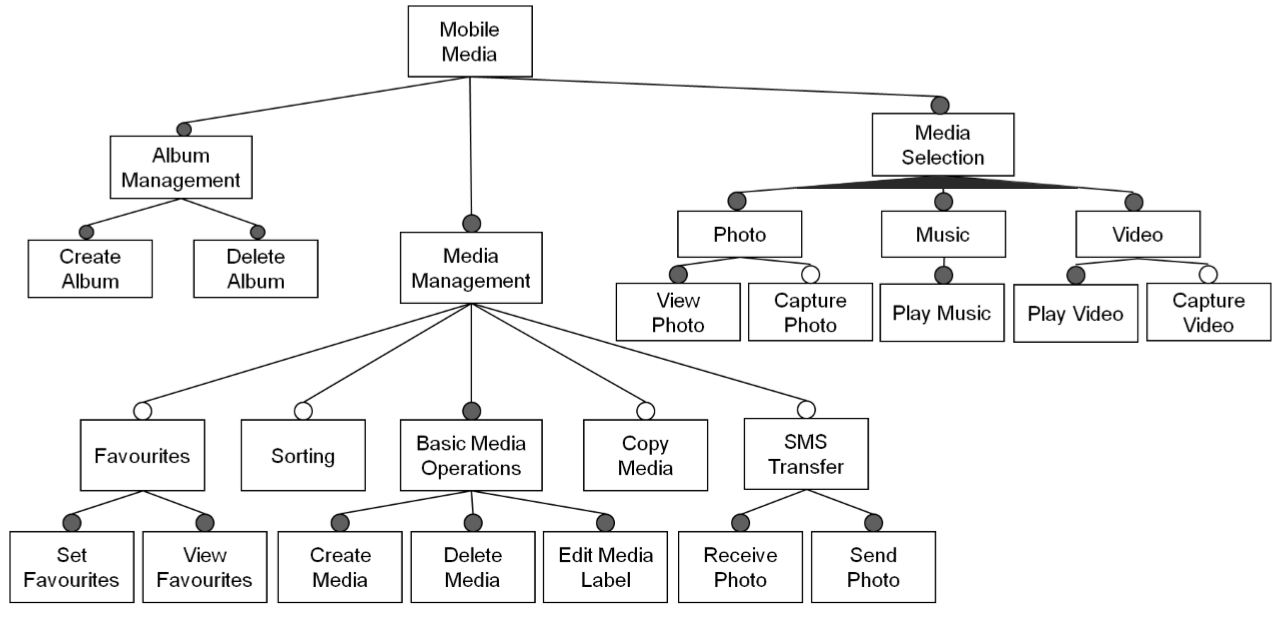 Mobile
Media
Album
Management
Media
Selection
Create
Album
Delete
Album
Media
Management
Photo
Music
Video
View
Photo
Capture
Photo
Play Music
Play Video
Capture
Video
Favourites
Sorting
Basic Media
Operations
Copy
Media
SMS
Transfer
Set
Favourites
View
Favourites
Create
Media
Delete
Media
Edit Media
Label
Receive
Photo
Send
Photo